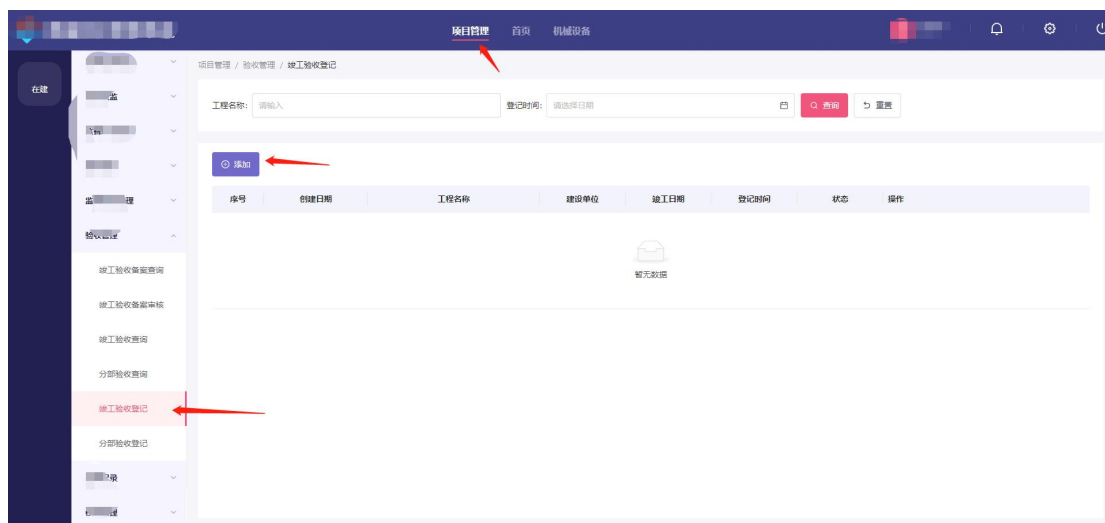 项目管理 首页 机械设备
在建
项目管理 / 验收管理 / 竣工验收登记
工程名称: 请输入 登记时间: 请选择日期 查询 重置
添加
序号 创建日期 工程名称 建设单位 竣工日期 登记时间 状态 操作
暂无数据
验收管理
竣工验收备案查询
竣工验收备案审核
竣工验收查询
分部验收查询
竣工验收登记
分部验收登记